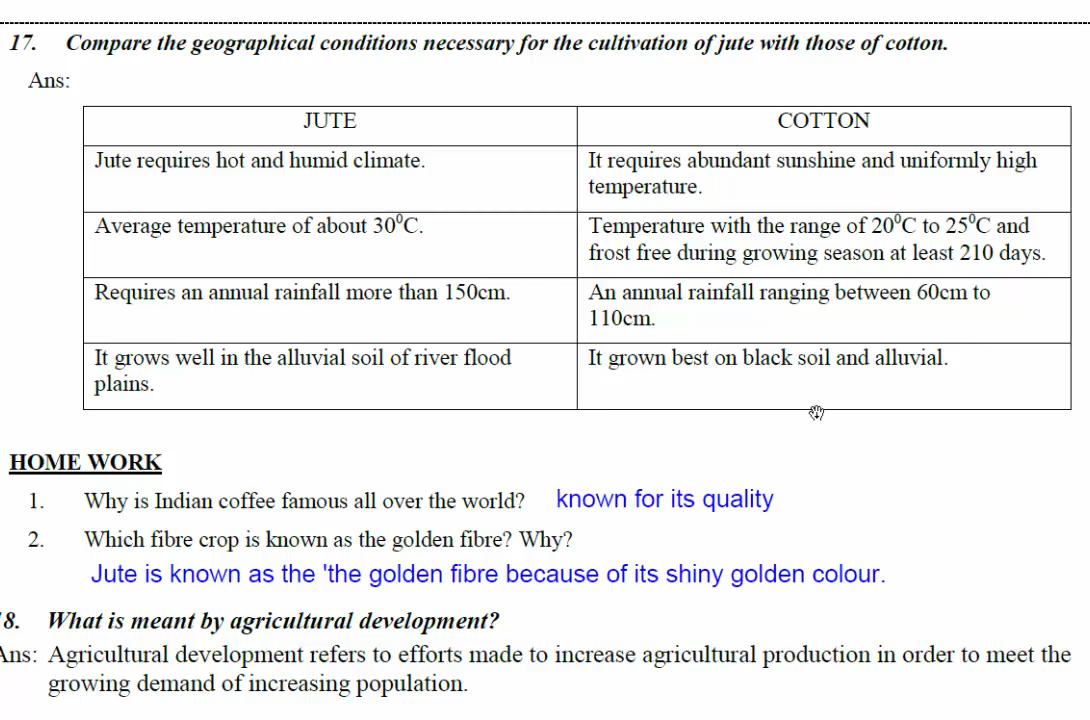 17. Compare the geographical conditions necessary for the cultivation of jute with those of cotton.
Ans:
JUTE COTTON
Jute requires hot and humid climate. It requires abundant sunshine and uniformly high
temperature.
Average temperature of about 30⁰C. Temperature with the range of 20⁰C to 25⁰C and
frost free during growing season at least 210 days.
Requires an annual rainfall more than 150cm. An annual rainfall ranging between 60cm to
110cm.
It grows well in the alluvial soil of river flood It grown best on black soil and alluvial.
plains.
HOME WORK
1. Why is Indian coffee famous all over the world? known for its quality
2. Which fibre crop is known as the golden fibre? Why?
Jute is known as the 'the golden fibre because of its shiny golden colour.
8. What is meant by agricultural development?
Ans: Agricultural development refers to efforts made to increase agricultural production in order to meet the
growing demand of increasing population.